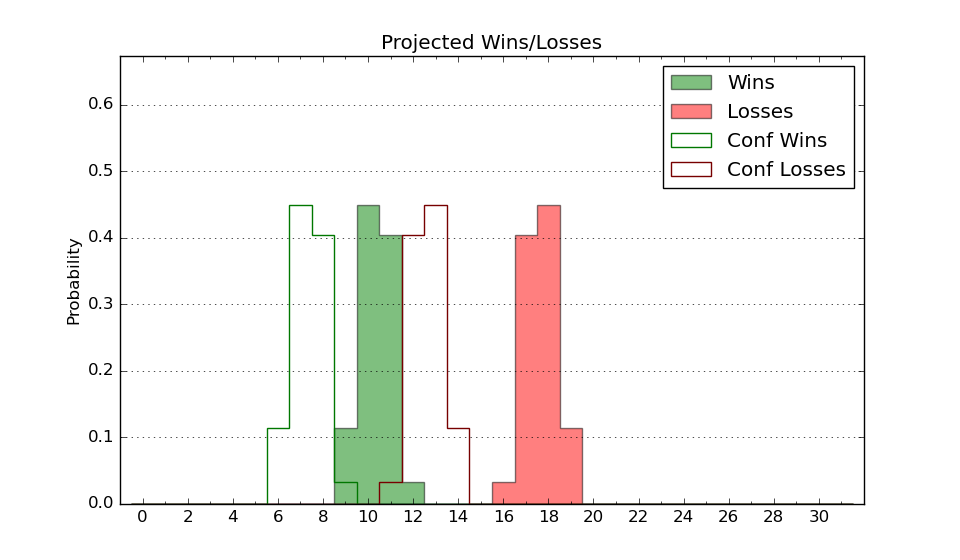 Projected Wins/Losses
Wins
Losses
Conf Wins
Conf Losses
Probability
0.6
0.5
0.4
0.3
0.2
0.1
0.0
0 2 4 6 8 10 12 14 16 18 20 22 24 26 28 30